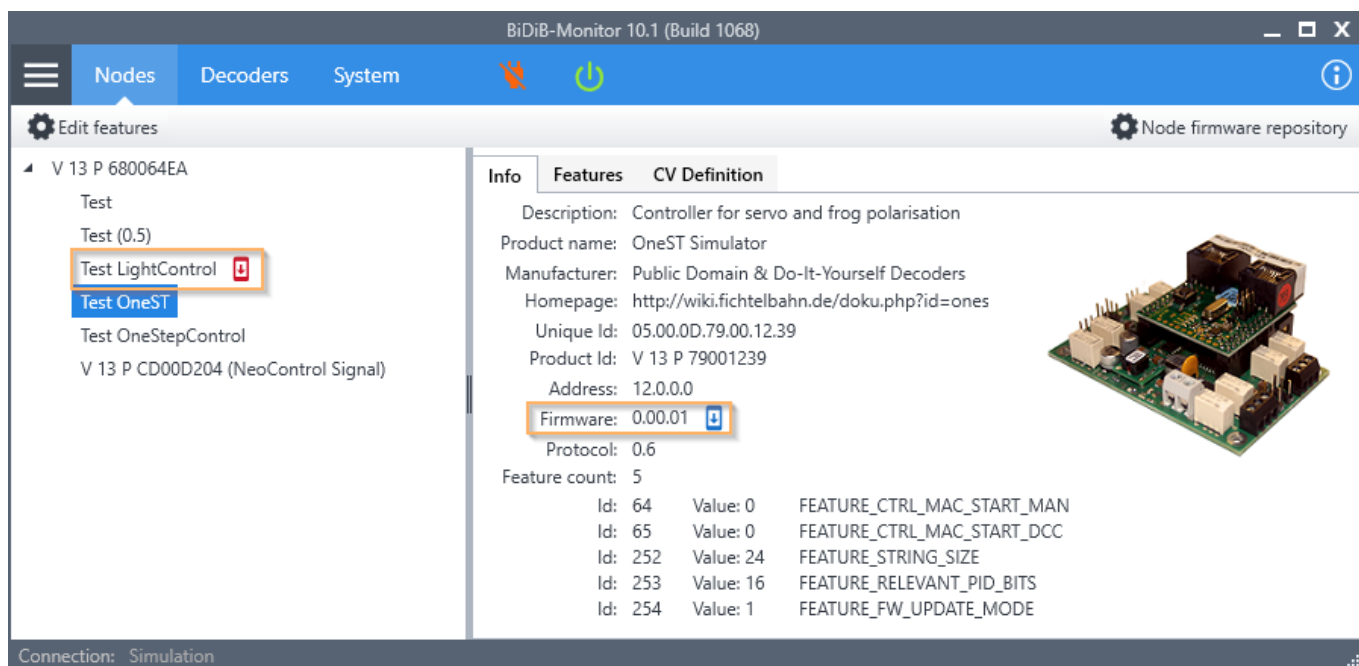 BiDiB-Monitor 10.1 (Build 1068)
Nodes Decoders System
Edit features Node firmware repository
V 13 P 680064EA
Test
Test (0.5)
Test LightControl
Test OneST
Test OneStepControl
V 13 P CD00D204 (NeoControl Signal)
Info Features CV Definition
Description: Controller for servo and frog polarisation
Product name: OneST Simulator
Manufacturer: Public Domain & Do-It-Yourself Decoders
Homepage: http://wiki.fichtelbahn.de/doku.php?id=ones
Unique Id: 05.00.0D.79.00.12.39
Product Id: V 13 P 79001239
Address: 12.0.0.0
Firmware: 0.00.01
Protocol: 0.6
Feature count: 5
Id: 64 Value: 0 FEATURE_CTRL_MAC_START_MAN
Id: 65 Value: 0 FEATURE_CTRL_MAC_START_DCC
Id: 252 Value: 24 FEATURE_STRING_SIZE
Id: 253 Value: 16 FEATURE_RELEVANT_PID_BITS
Id: 254 Value: 1 FEATURE_FW_UPDATE_MODE
Connection: Simulation